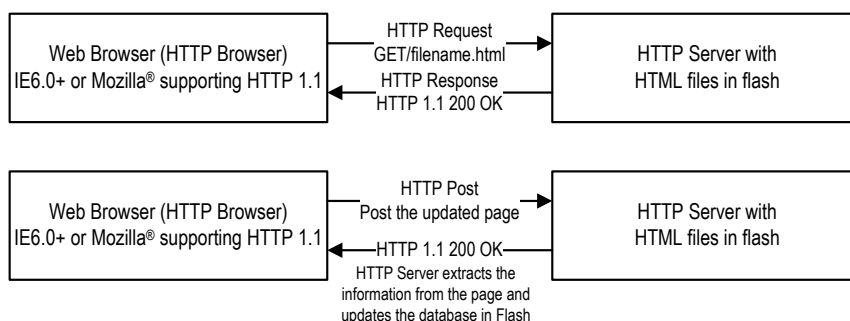 Web Browser (HTTP Browser)
IE6.0+ or Mozilla® supporting HTTP 1.1
HTTP Request
GET/filename.html
HTTP Response
HTTP 1.1 200 OK
HTTP Server with
HTML files in flash
Web Browser (HTTP Browser)
IE6.0+ or Mozilla® supporting HTTP 1.1
HTTP Post
Post the updated page
HTTP 1.1 200 OK
HTTP Server extracts the
information from the page and
updates the database in Flash
HTTP Server with
HTML files in flash